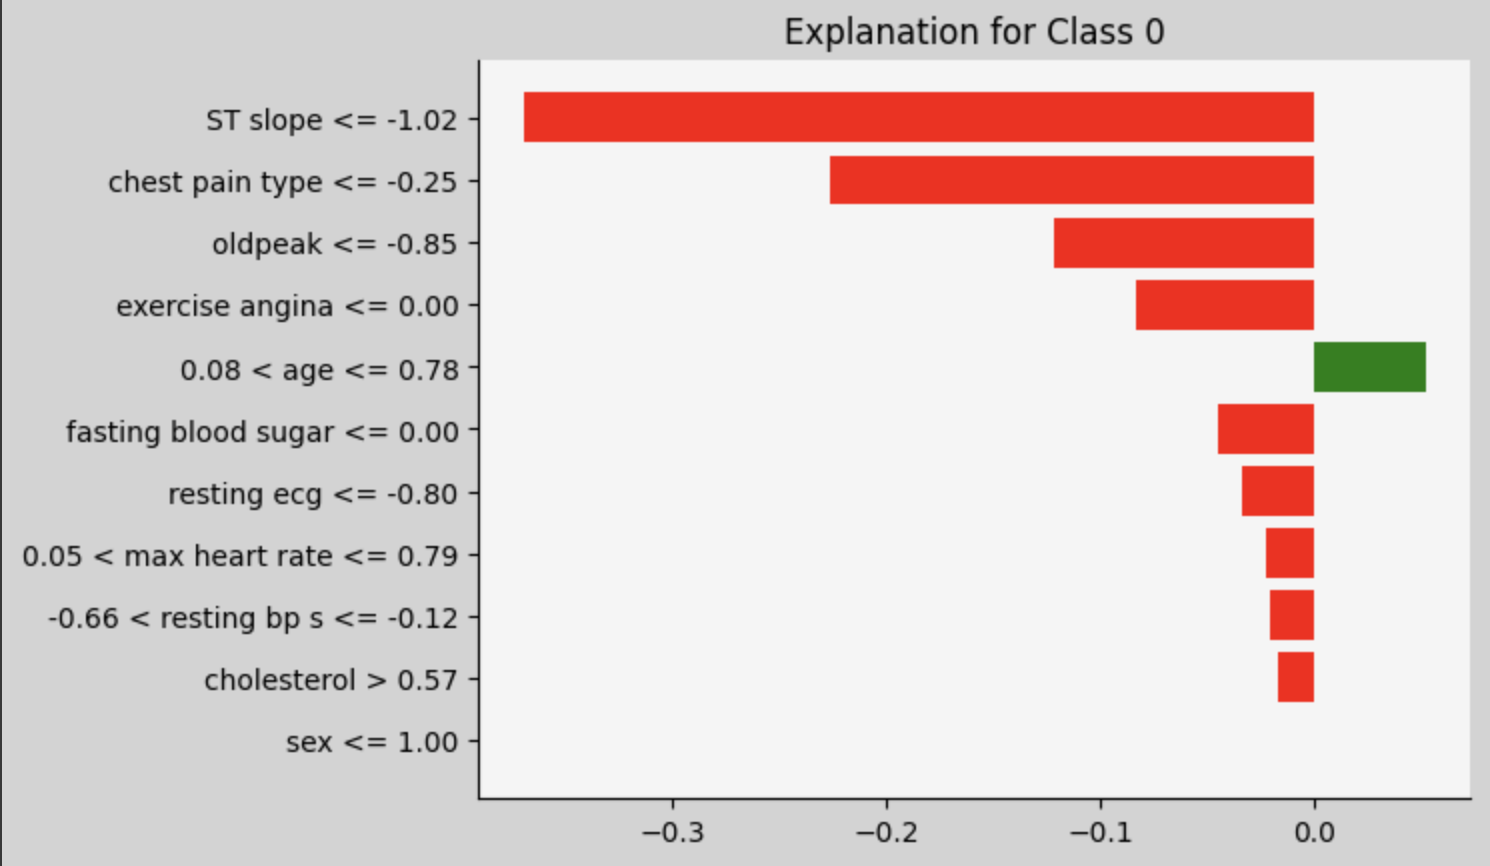 Explanation for Class 0
ST slope <= -1.02
chest pain type <= -0.25
oldpeak <= -0.85
exercise angina <= 0.00
0.08 < age <= 0.78
fasting blood sugar <= 0.00
resting ecg <= -0.80
0.05 < max heart rate <= 0.79
-0.66 < resting bp s <= -0.12
cholesterol > 0.57
sex <= 1.00
−0.3 −0.2 −0.1 0.0